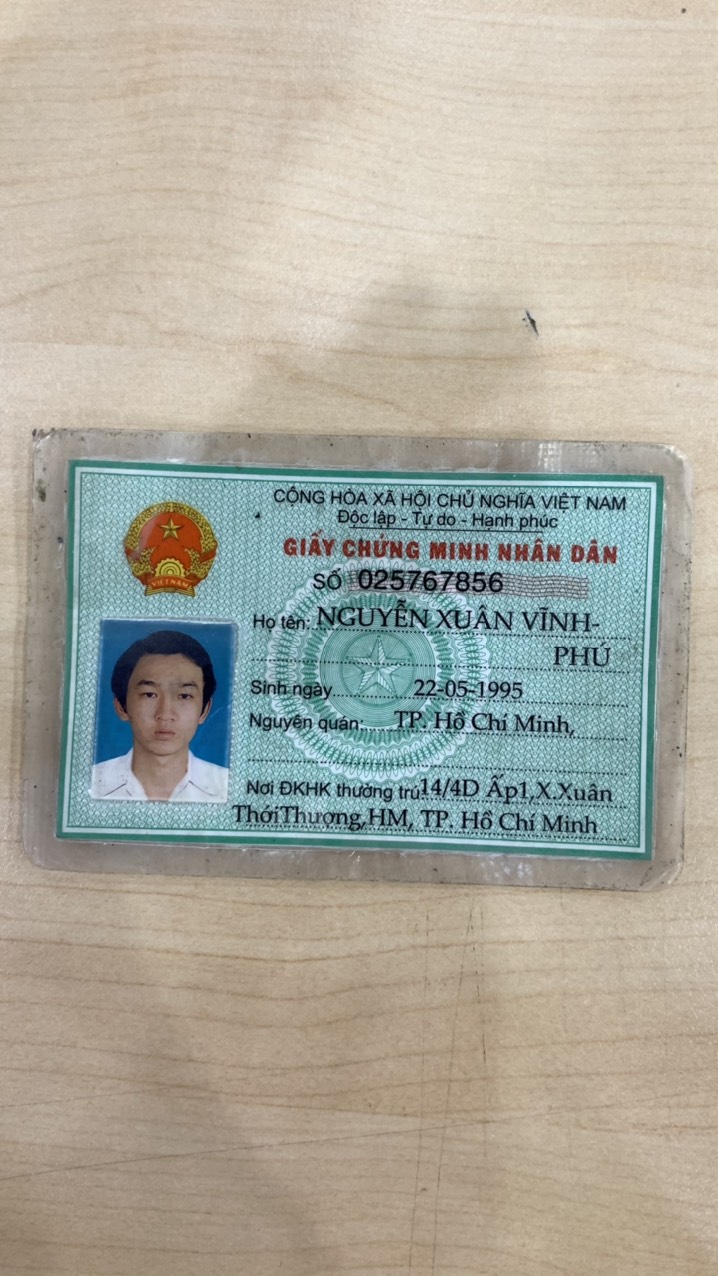 CỘNG HÒA XÃ HỘI CHỦ NGHĨA VIỆT NAM
Độc lập - Tự do - Hạnh phúc
GIẤY CHỨNG MINH NHÂN DÂN
SỐ 025767856
Họ tên: NGUYỄN XUÂN VĨNH-
PHÚ
Sinh ngày 22-05-1995
Nguyên quán: TP. Hồ Chí Minh,
Nơi ĐKHK thường trú 14/4D Ấp1,X.Xuân
ThớiThượng,HM, TP. Hồ Chí Minh
VIỆT NAM